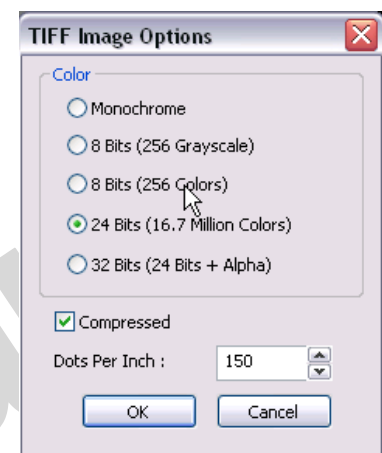 TIFF Image Options
Color
Monochrome
8 Bits (256 Grayscale)
8 Bits (256 Colors)
24 Bits (16.7 Million Colors)
32 Bits (24 Bits + Alpha)
Compressed
Dots Per Inch : 150
OK Cancel